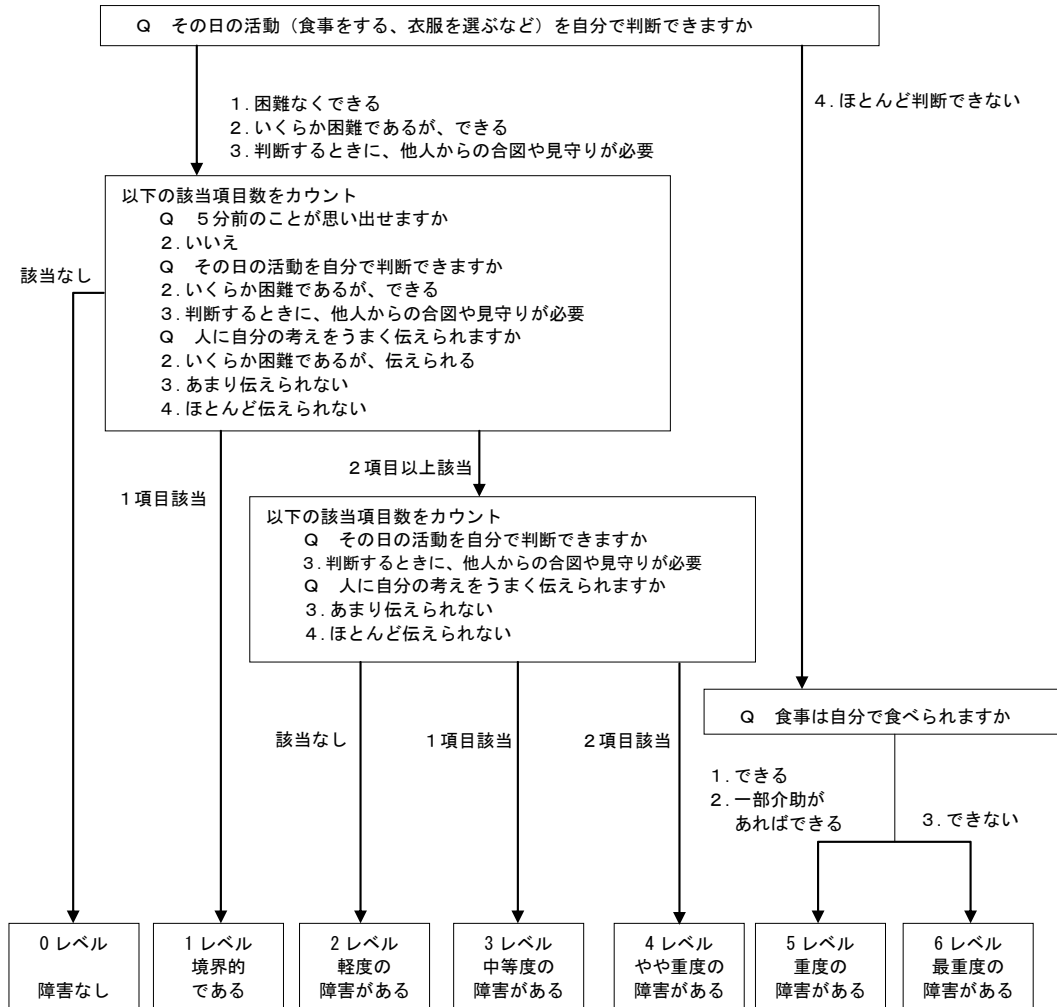 Q　その日の活動（食事をする、衣服を選ぶなど）を自分で判断できますか
１.困難なくできる
２.いくらか困難であるが、できる
３.判断するときに、他人からの合図や見守りが必要
４.ほとんど判断できない
以下の該当項目数をカウント
Q　５分前のことが思い出せますか
２.いいえ
Q　その日の活動を自分で判断できますか
２.いくらか困難であるが、できる
３.判断するときに、他人からの合図や見守りが必要
Q　人に自分の考えをうまく伝えられますか
２.いくらか困難であるが、伝えられる
３.あまり伝えられない
４.ほとんど伝えられない
該当なし
１項目該当
２項目以上該当
以下の該当項目数をカウント
Q　その日の活動を自分で判断できますか
３.判断するときに、他人からの合図や見守りが必要
Q　人に自分の考えをうまく伝えられますか
３.あまり伝えられない
４.ほとんど伝えられない
該当なし
１項目該当
２項目該当
Q　食事は自分で食べられますか
１.できる
２.一部介助が
あればできる
３.できない
０レベル
障害なし
１レベル
境界的
である
２レベル
軽度の
障害がある
３レベル
中等度の
障害がある
４レベル
やや重度の
障害がある
５レベル
重度の
障害がある
６レベル
最重度の
障害がある